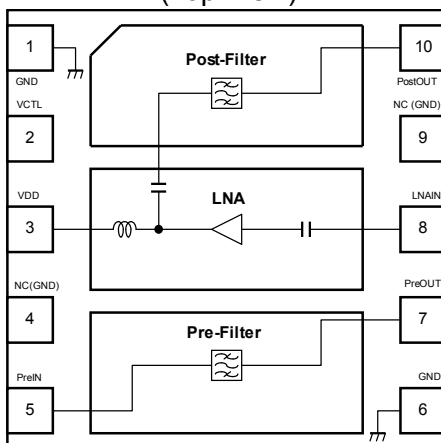 1
GND
VCTL
2
VDD
3
NC(GND)
4
PreIN
5
Post-Filter
LNA
Pre-Filter
10
PostOUT
NC (GND)
9
LNAIN
8
PreOUT
7
GND
6